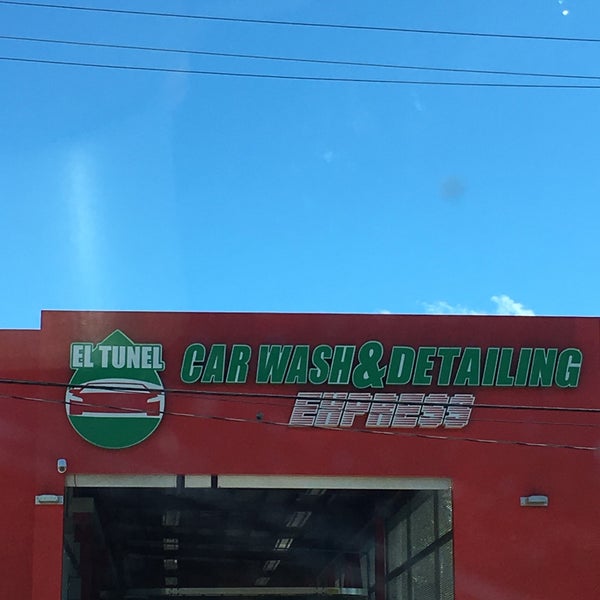 EL TUNEL
CAR WASH & DETAILING
EXPRESS